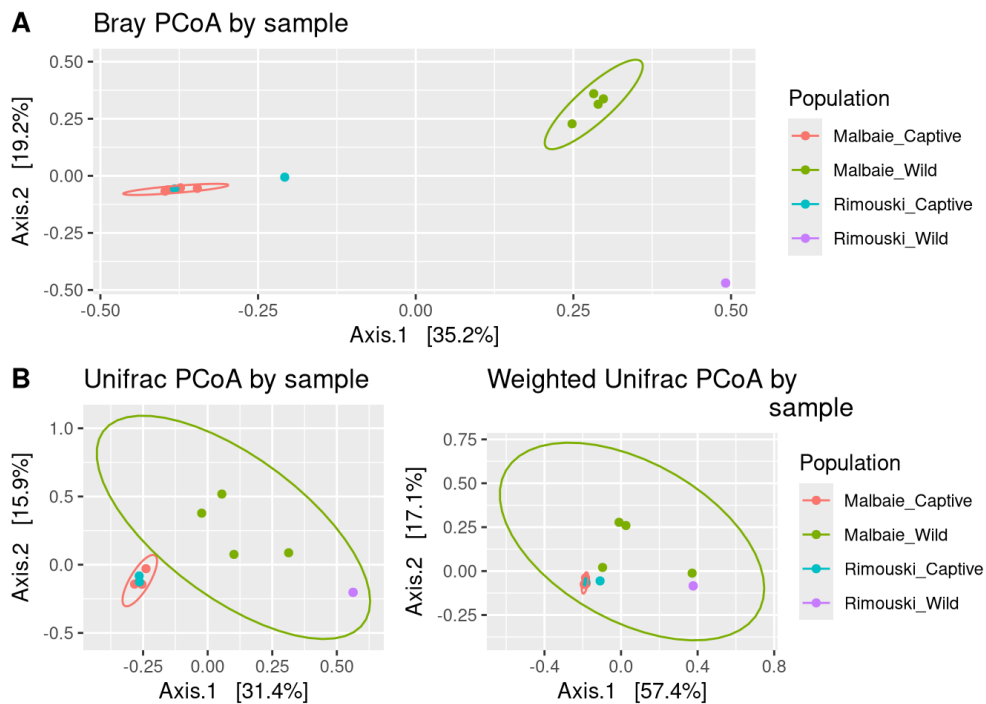 A
Bray PCoA by sample
Axis.2 [19.2%]
0.50
0.25
0.00
-0.25
-0.50
-0.50 -0.25 0.00 0.25 0.50
Axis.1 [35.2%]
Population
Malbaie_Captive
Malbaie_Wild
Rimouski_Captive
Rimouski_Wild
B
Unifrac PCoA by sample
Axis.2 [15.9%]
1.0
0.5
0.0
-0.5
-0.25 0.00 0.25 0.50
Axis.1 [31.4%]
Weighted Unifrac PCoA by
sample
Axis.2 [17.1%]
0.75
0.50
0.25
0.00
-0.25
-0.4 0.0 0.4 0.8
Axis.1 [57.4%]
Population
Malbaie_Captive
Malbaie_Wild
Rimouski_Captive
Rimouski_Wild